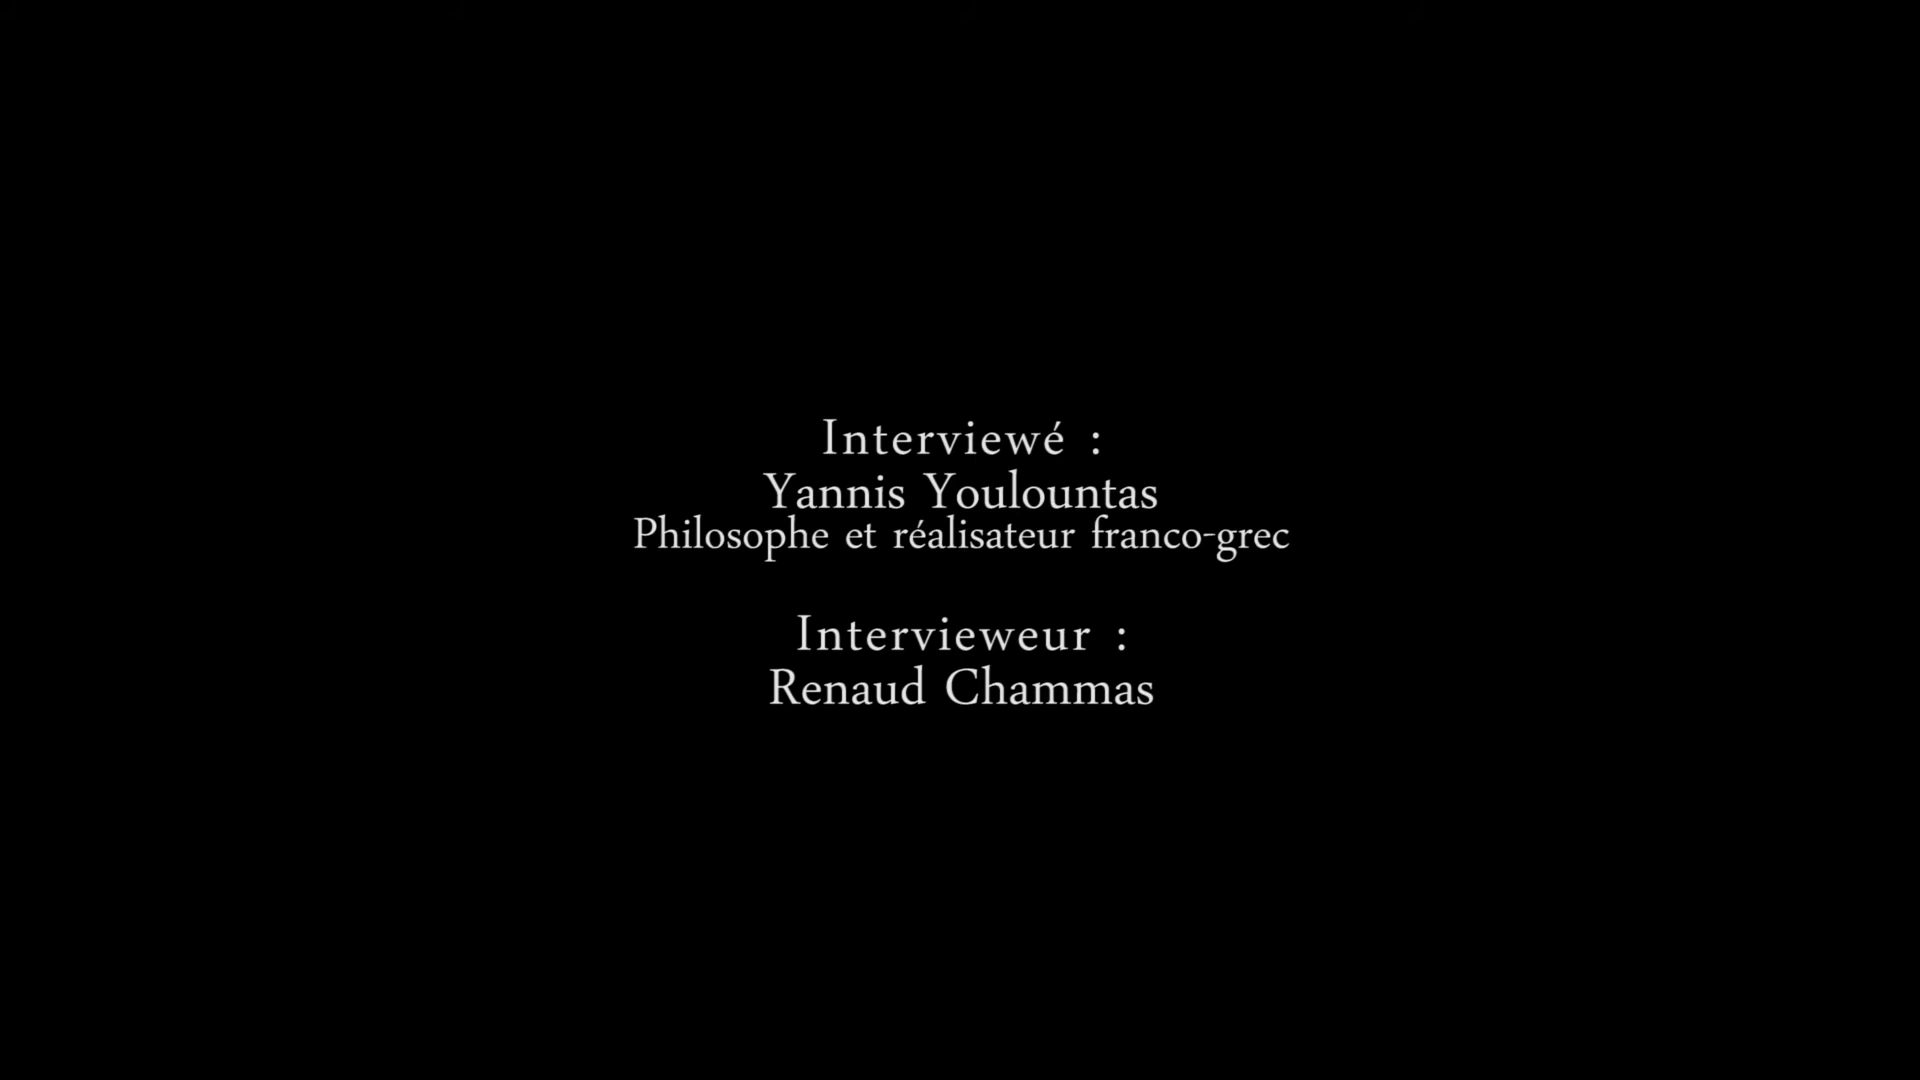 Interviewé :
Yannis Youlountas
Philosophe et réalisateur franco-grec
Intervieweur :
Renaud Chammas